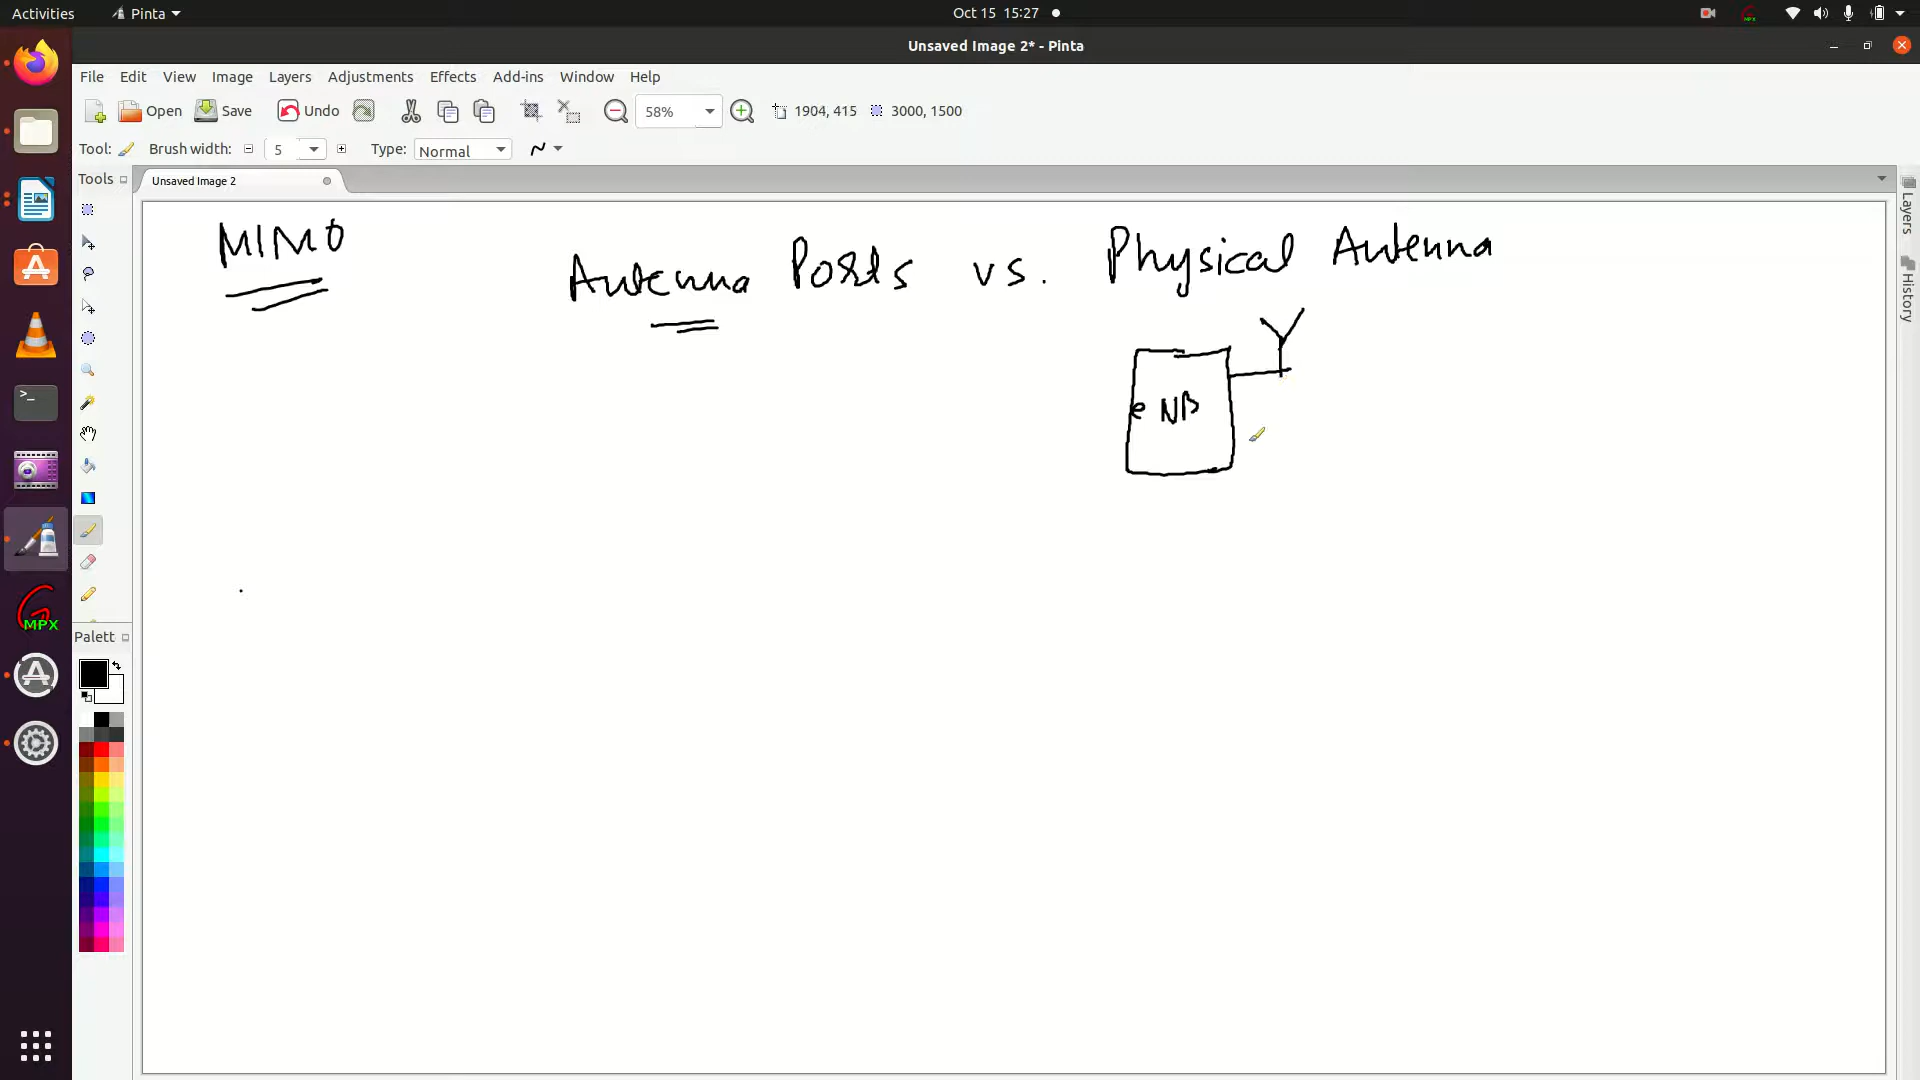 Activities Pinta Oct 15 15:27
Unsaved Image 2* - Pinta
File Edit View Image Layers Adjustments Effects Add-ins Window Help
Open Save Undo 58% 1904, 415 3000, 1500
Tool: Brush width: 5 Type: Normal
Tools Unsaved Image 2
Layers
History
MIMO
Antenna Ports vs. Physical Antenna
eNB
>_
MPX
Palett